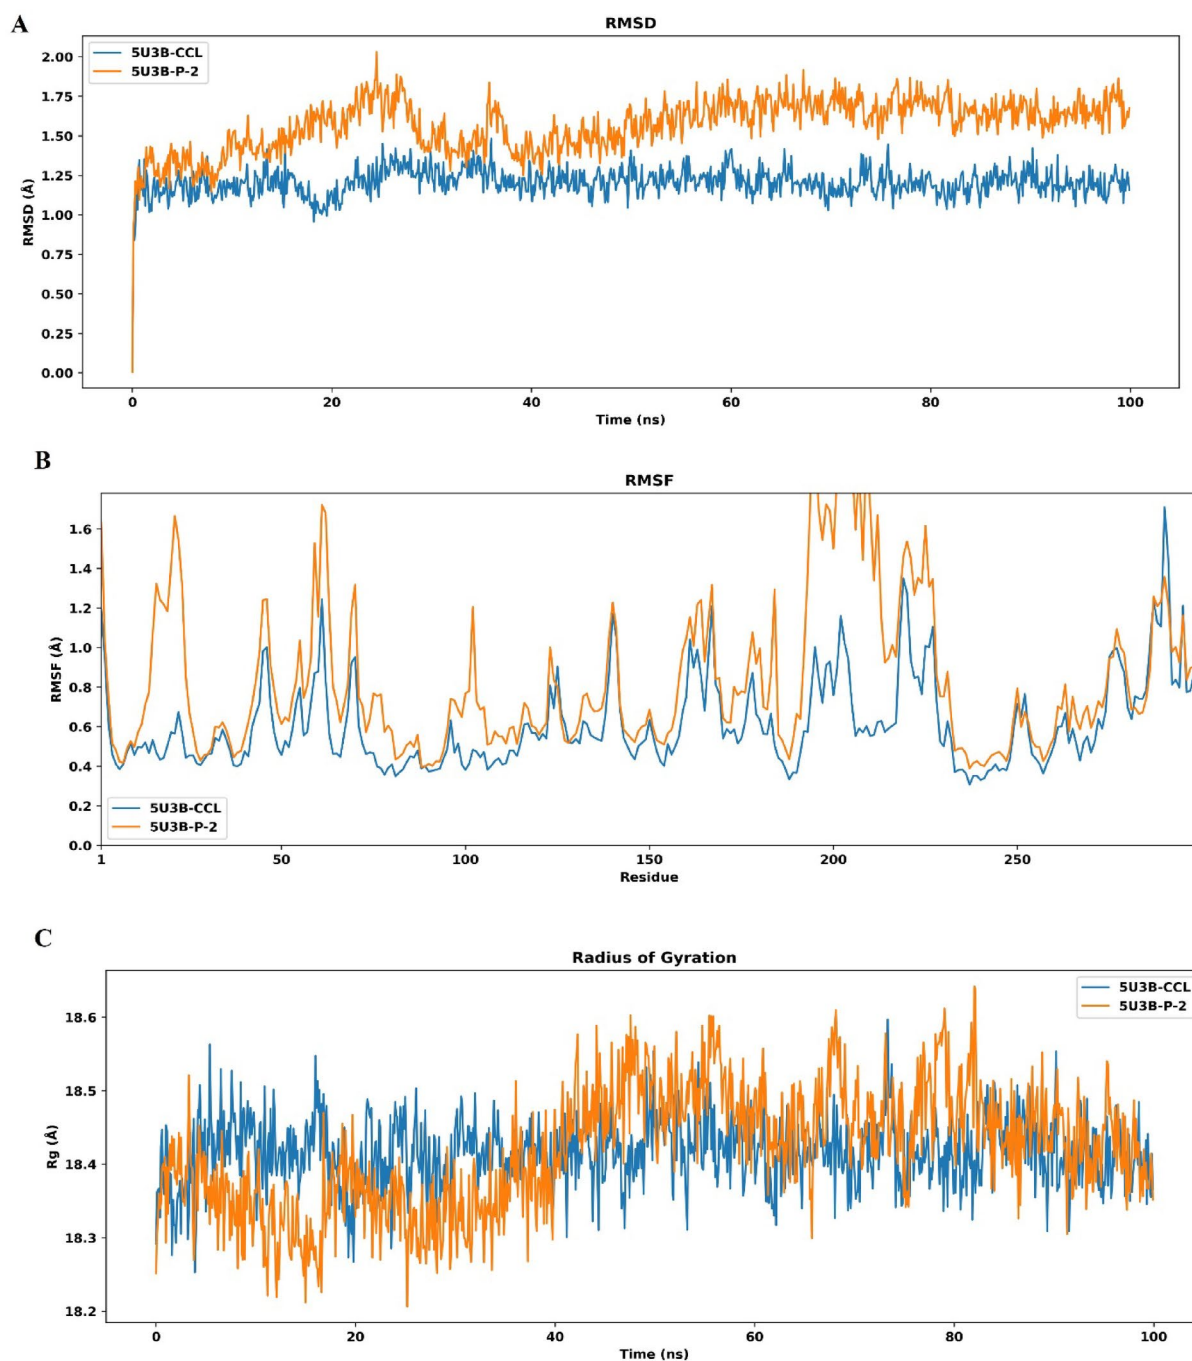 A
RMSD
5U3B-CCL
5U3B-P-2
2.00
1.75
1.50
1.25
1.00
0.75
0.50
0.25
0.00
RMSD (Å)
0 20 40 60 80 100
Time (ns)
B
RMSF
1.6
1.4
1.2
1.0
0.8
0.6
0.4
0.2
0.0
RMSF (Å)
5U3B-CCL
5U3B-P-2
1 50 100 150 200 250
Residue
C
Radius of Gyration
5U3B-CCL
5U3B-P-2
18.6
18.5
18.4
18.3
18.2
Rg (Å)
0 20 40 60 80 100
Time (ns)